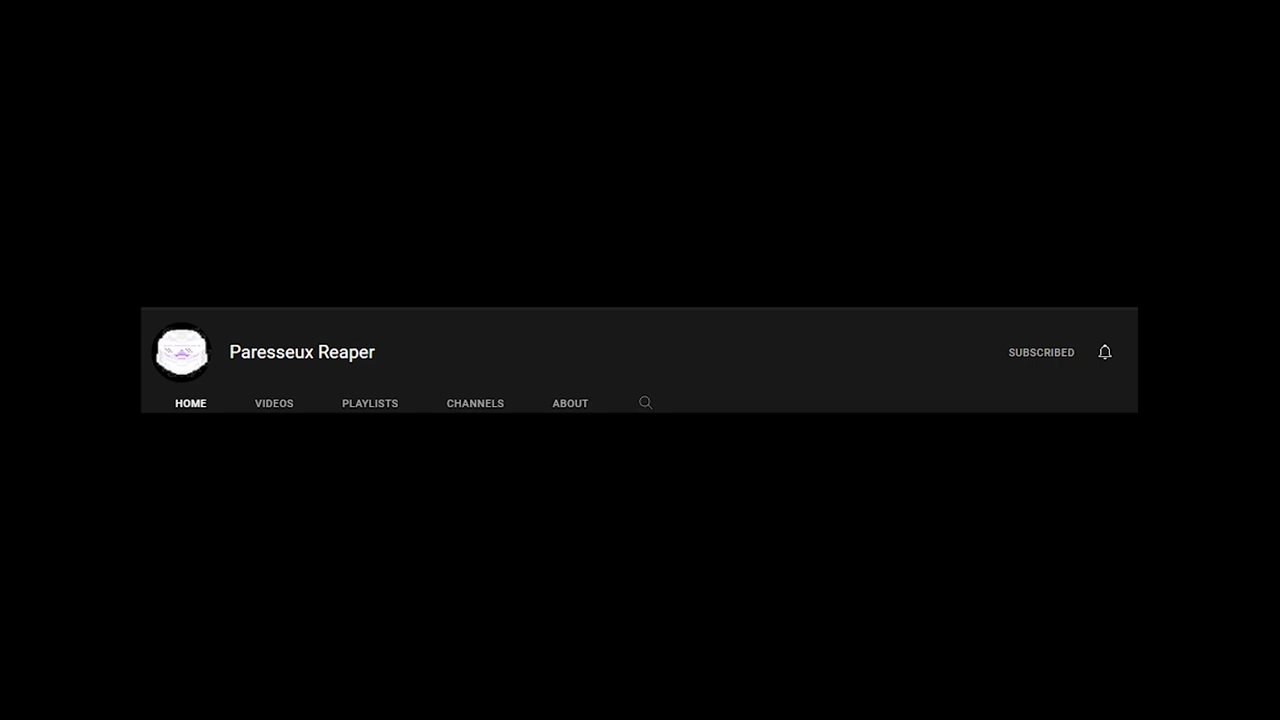 Paresseux Reaper
SUBSCRIBED
HOME VIDEOS PLAYLISTS CHANNELS ABOUT